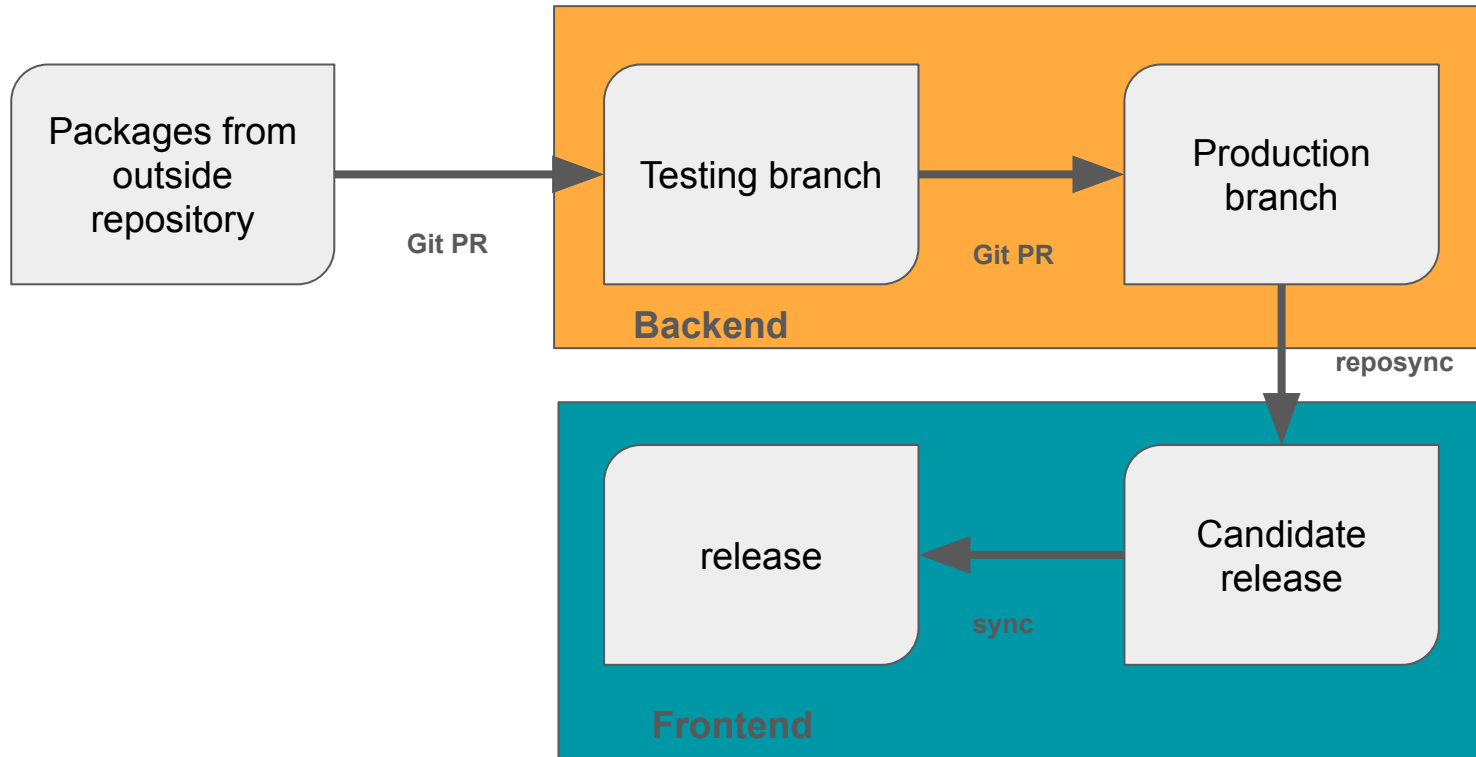 Packages from
outside
repository
Git PR
Testing branch
Git PR
Production
branch
Backend
reposync
Candidate
release
sync
release
Frontend